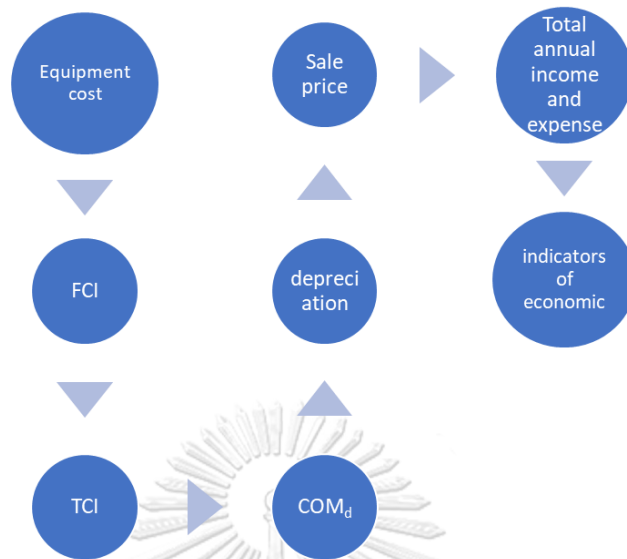 Equipment
cost
FCI
TCI
COMd
depreci
ation
Sale
price
Total
annual
income
and
expense
indicators
of
economic